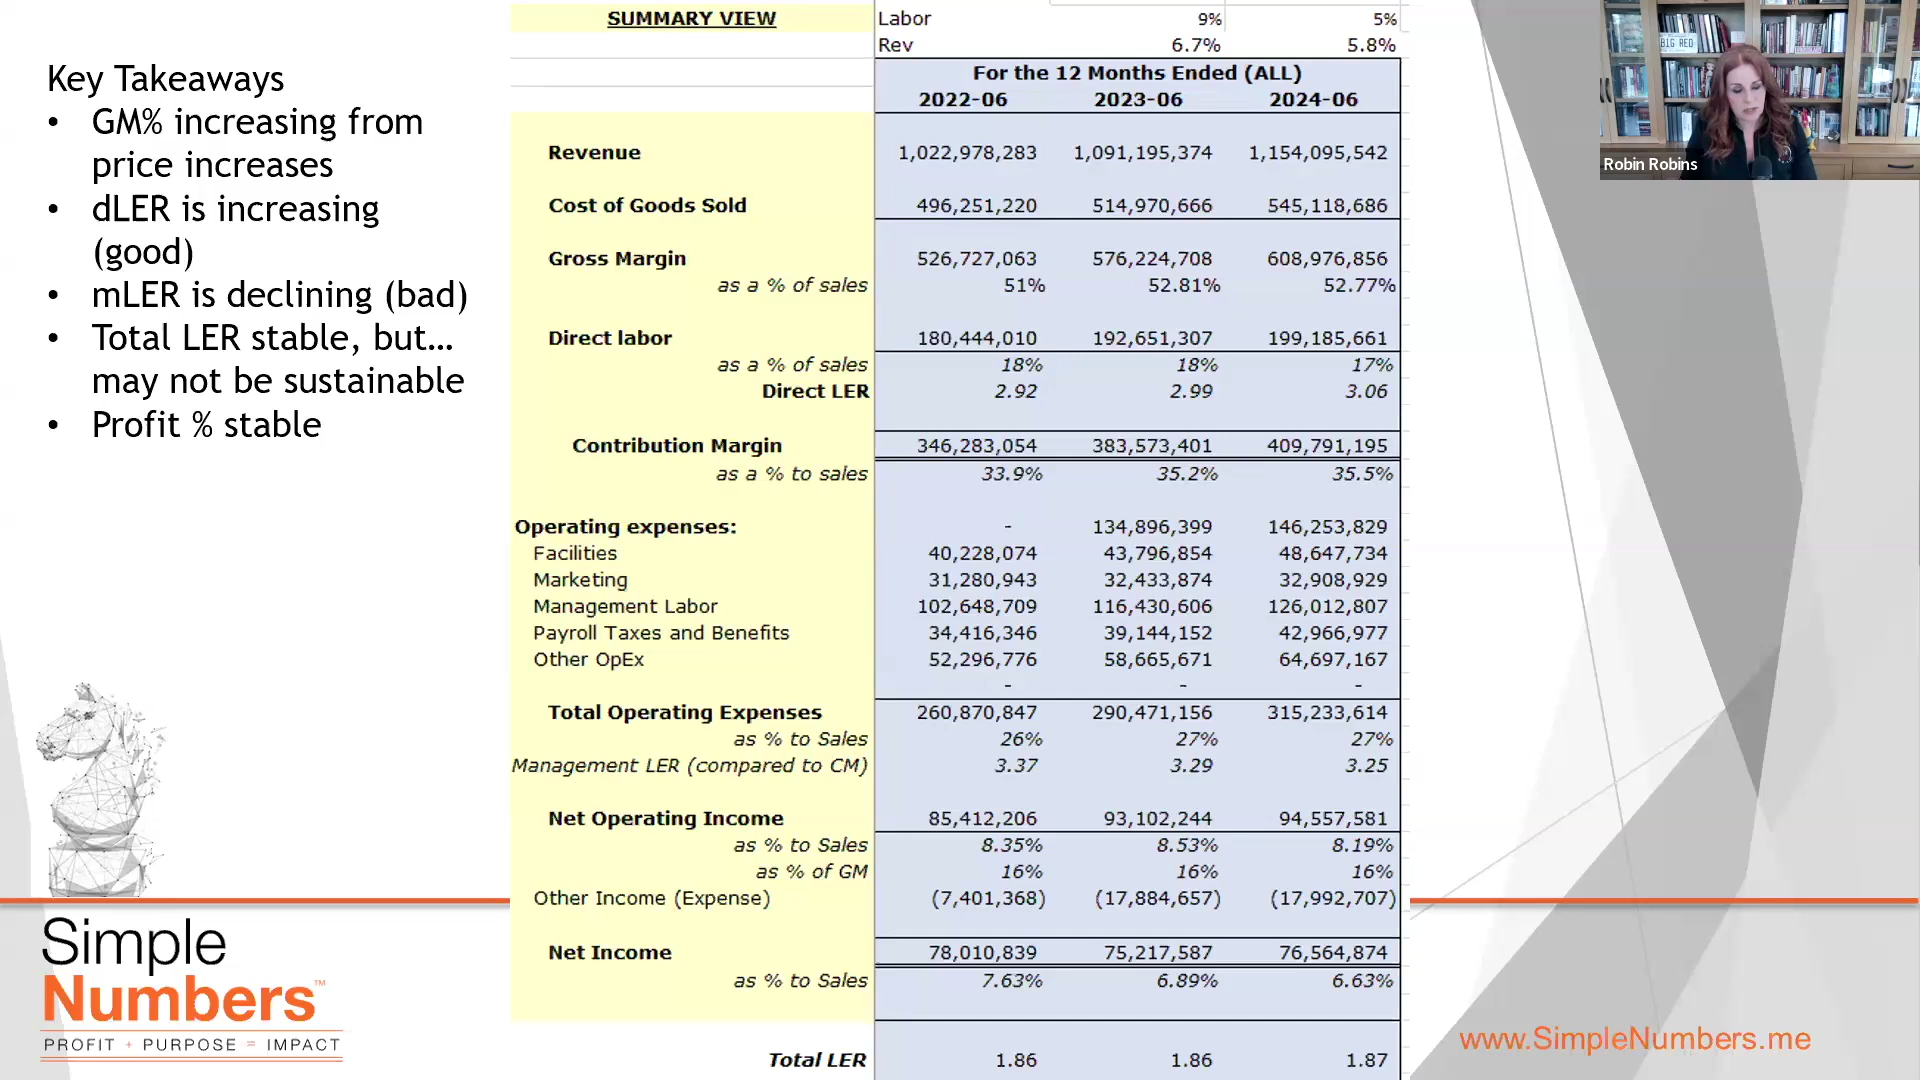 Key Takeaways
• GM% increasing from
price increases
• dLER is increasing
(good)
• mLER is declining (bad)
• Total LER stable, but…
may not be sustainable
• Profit % stable
SUMMARY VIEW
Labor 9% 5%
Rev 6.7% 5.8%
For the 12 Months Ended (ALL)
2022-06 2023-06 2024-06
Revenue 1,022,978,283 1,091,195,374 1,154,095,542
Cost of Goods Sold 496,251,220 514,970,666 545,118,686
Gross Margin 526,727,063 576,224,708 608,976,856
as a % of sales 51% 52.81% 52.77%
Direct labor 180,444,010 192,651,307 199,185,661
as a % of sales 18% 18% 17%
Direct LER 2.92 2.99 3.06
Contribution Margin 346,283,054 383,573,401 409,791,195
as a % to sales 33.9% 35.2% 35.5%
Operating expenses: - 134,896,399 146,253,829
Facilities 40,228,074 43,796,854 48,647,734
Marketing 31,280,943 32,433,874 32,908,929
Management Labor 102,648,709 116,430,606 126,012,807
Payroll Taxes and Benefits 34,416,346 39,144,152 42,966,977
Other OpEx 52,296,776 58,665,671 64,697,167
- - -
Total Operating Expenses 260,870,847 290,471,156 315,233,614
as % to Sales 26% 27% 27%
Management LER (compared to CM) 3.37 3.29 3.25
Net Operating Income 85,412,206 93,102,244 94,557,581
as % to Sales 8.35% 8.53% 8.19%
as % of GM 16% 16% 16%
Other Income (Expense) (7,401,368) (17,884,657) (17,992,707)
Net Income 78,010,839 75,217,587 76,564,874
as % to Sales 7.63% 6.89% 6.63%
Total LER 1.86 1.86 1.87
BIG RED
Robin Robins
Simple
Numbers™
PROFIT + PURPOSE = IMPACT
www.SimpleNumbers.me